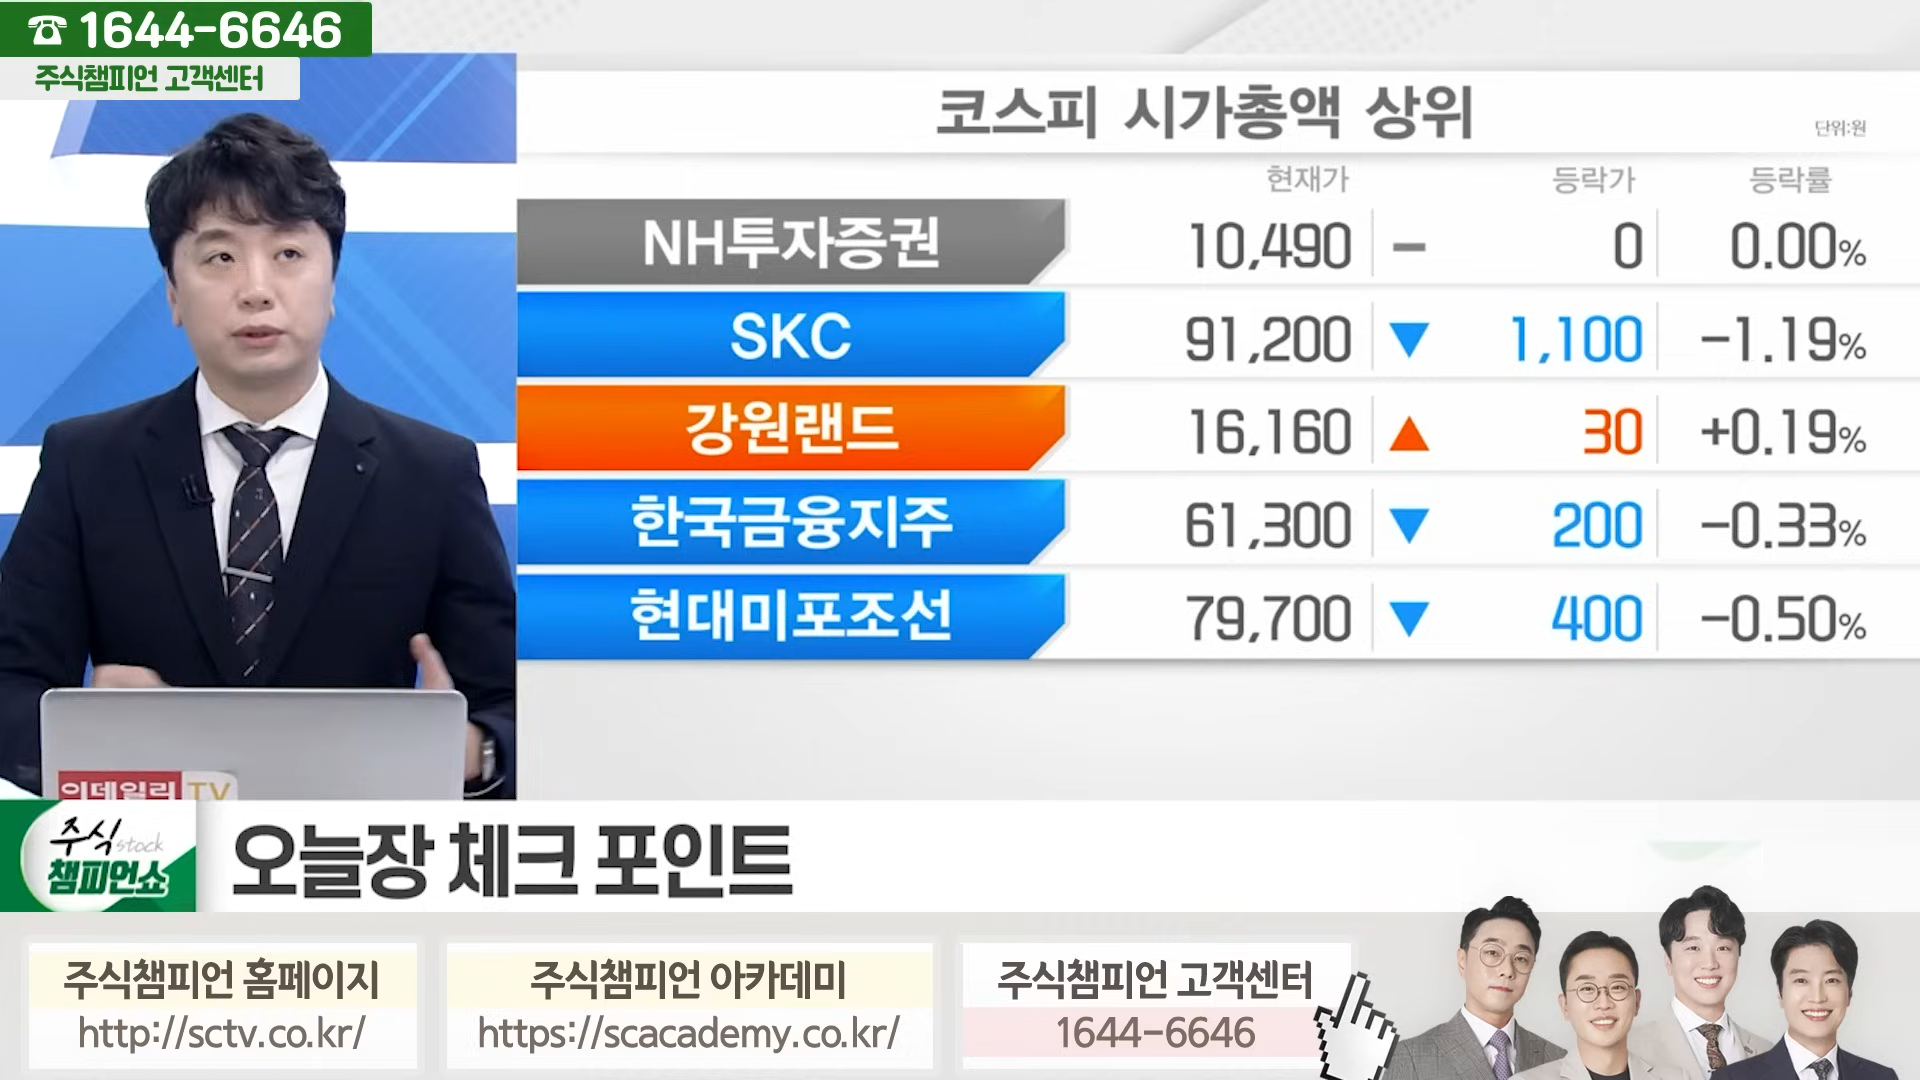 ☎ 1644-6646
주식챔피언 고객센터
코스피 시가총액 상위
단위:원
현재가 등락가 등락률
NH투자증권 10,490 − 0 0.00%
SKC 91,200 ▼ 1,100 −1.19%
강원랜드 16,160 ▲ 30 +0.19%
한국금융지주 61,300 ▼ 200 −0.33%
현대미포조선 79,700 ▼ 400 −0.50%
이데일리 TV
주식 stock
챔피언쇼
오늘장 체크 포인트
주식챔피언 홈페이지
http://sctv.co.kr/
주식챔피언 아카데미
https://scacademy.co.kr/
주식챔피언 고객센터
1644-6646